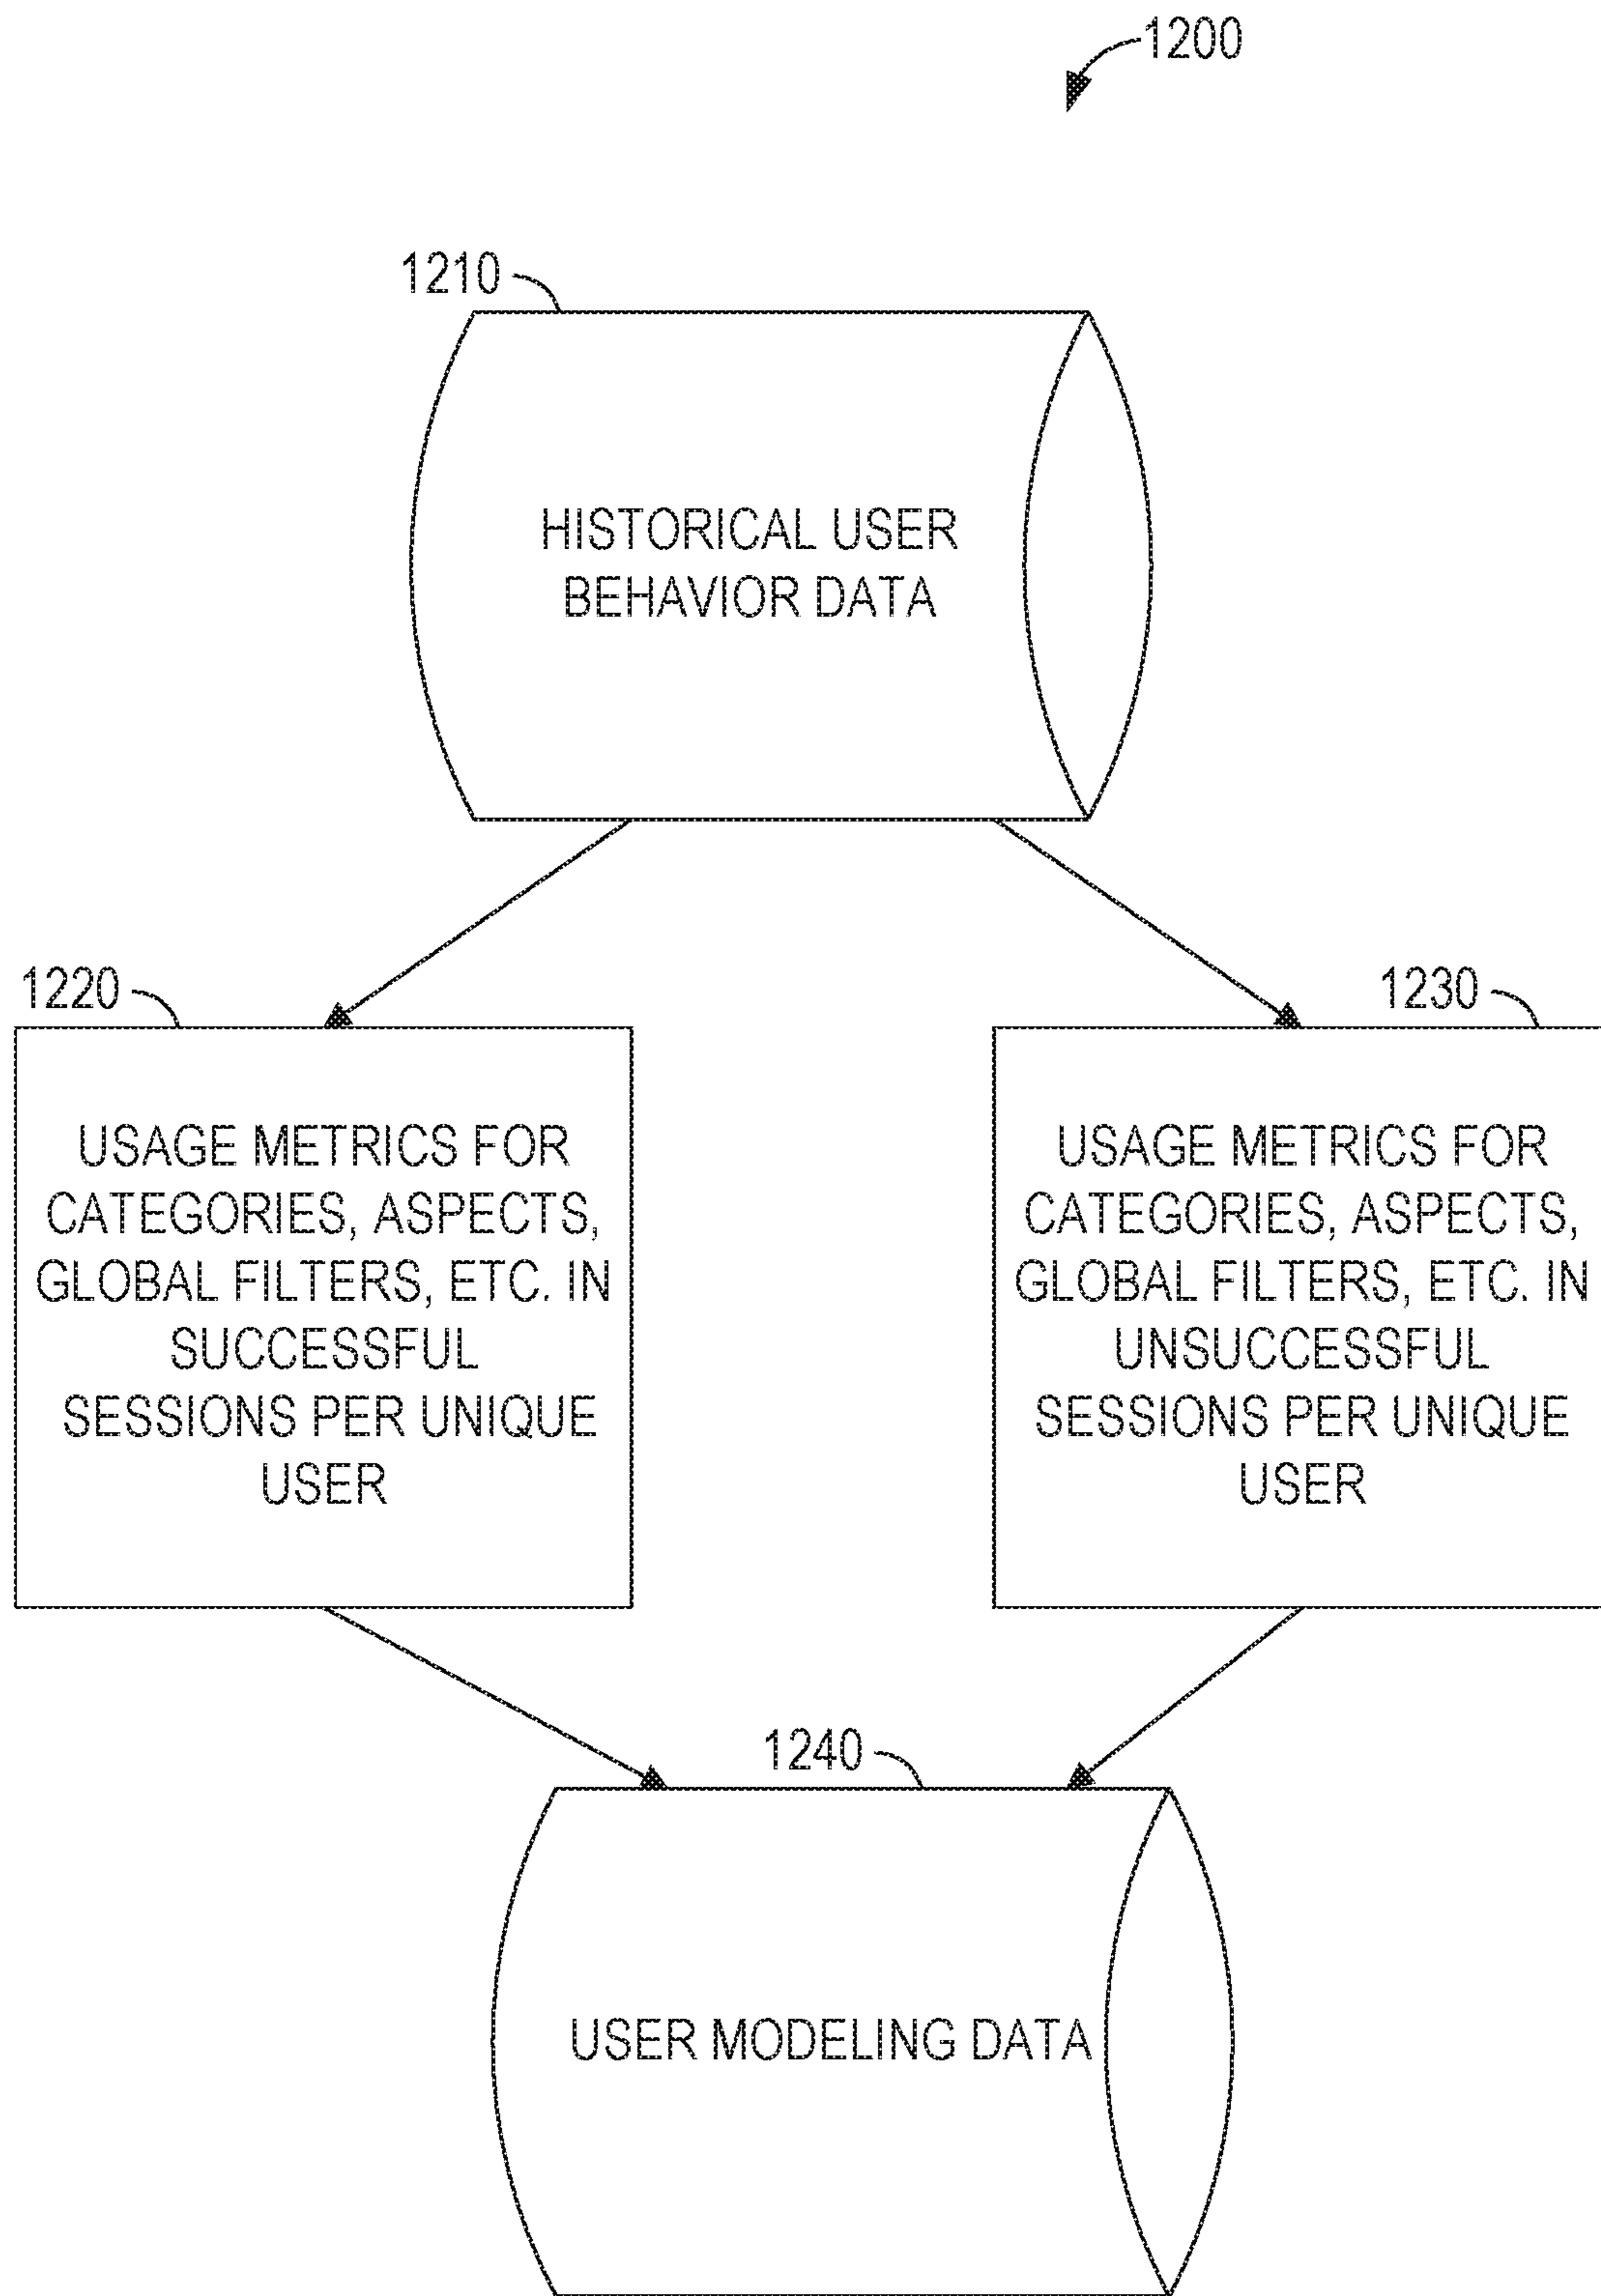 1200
1210
HISTORICAL USER
BEHAVIOR DATA
1220
USAGE METRICS FOR
CATEGORIES, ASPECTS,
GLOBAL FILTERS, ETC. IN
SUCCESSFUL
SESSIONS PER UNIQUE
USER
1230
USAGE METRICS FOR
CATEGORIES, ASPECTS,
GLOBAL FILTERS, ETC. IN
UNSUCCESSFUL
SESSIONS PER UNIQUE
USER
1240
USER MODELING DATA